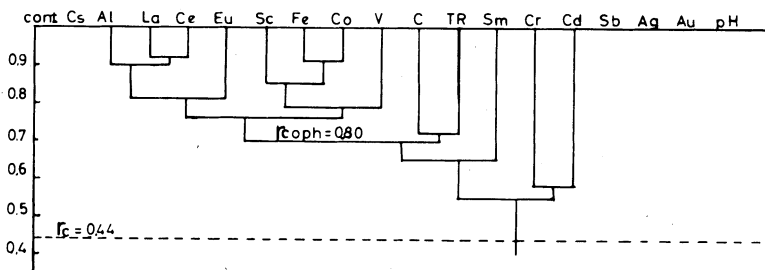 cont Cs Al La Ce Eu Sc Fe Co V C TR Sm Cr Cd Sb Ag Au pH
0.9
0.8
rcoph = 0.80
0.7
0.6
0.5
rc = 0.44
0.4